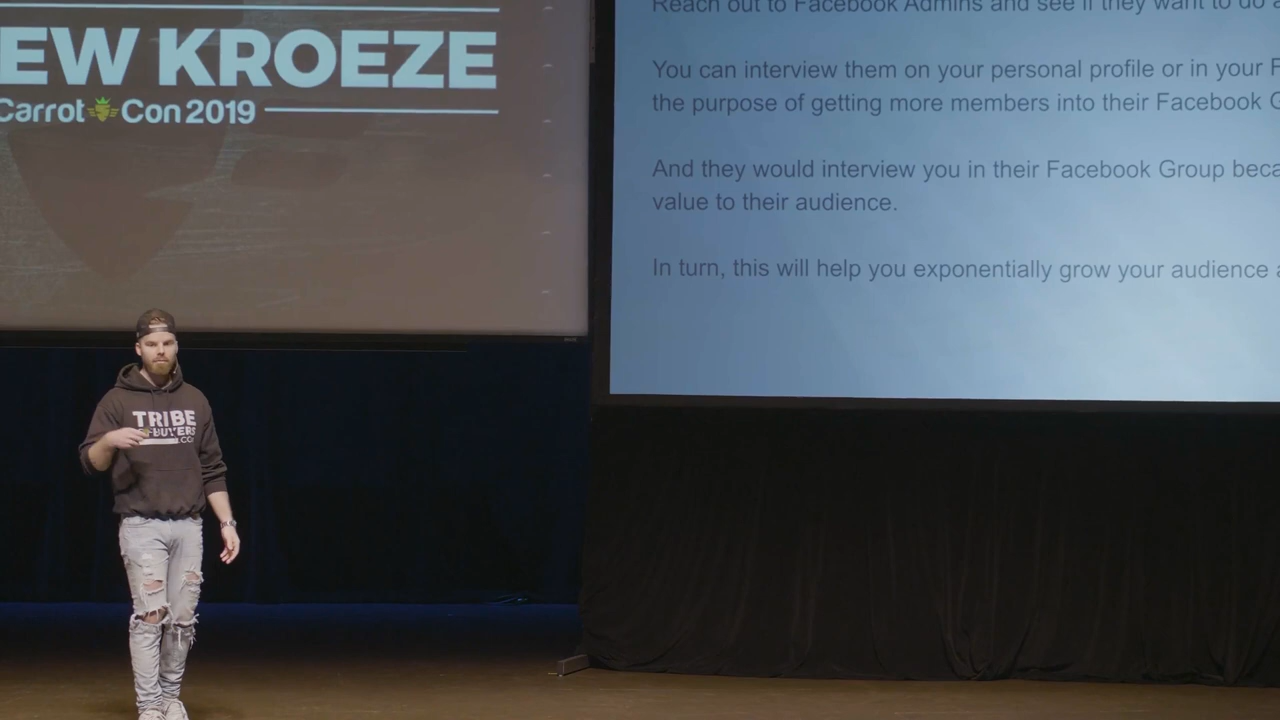 EW KROEZE
Carrot Con 2019
Reach out to Facebook Admins and see if they want to do a
You can interview them on your personal profile or in your F
the purpose of getting more members into their Facebook G
And they would interview you in their Facebook Group beca
value to their audience.
In turn, this will help you exponentially grow your audience a
TRIBE
OF BUYERS
.CO